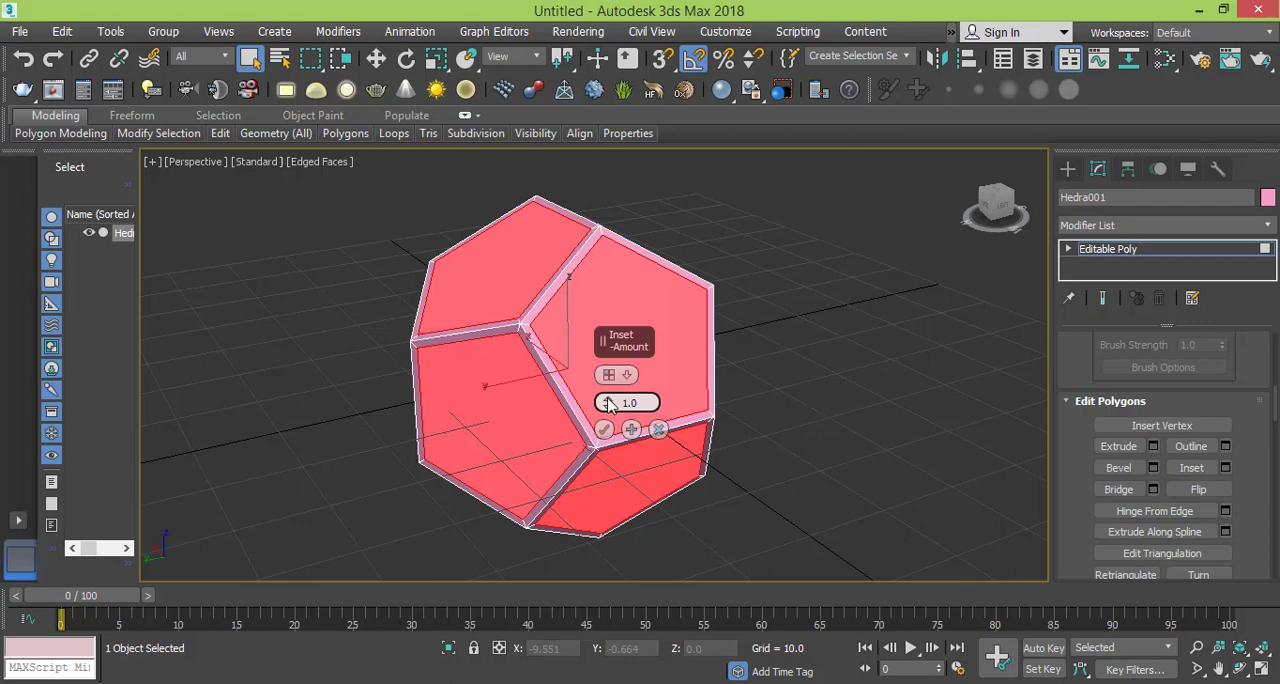 3
Untitled - Autodesk 3ds Max 2018
File Edit Tools Group Views Create Modifiers Animation Graph Editors Rendering Civil View Customize Scripting Content » Sign In Workspaces: Default
All View 3 Create Selection Se
HF
Modeling Freeform Selection Object Paint Populate
Polygon Modeling Modify Selection Edit Geometry (All) Polygons Loops Tris Subdivision Visibility Align Properties
Select
[+] [Perspective] [Standard] [Edged Faces]
LEFT
Name (Sorted A
Hed
Hedra001
Modifier List
Editable Poly
z
x
y
Inset
-Amount
1.0
Brush Strength 1.0
Brush Options
Edit Polygons
Insert Vertex
Extrude Outline
Bevel Inset
Bridge Flip
Hinge From Edge
Extrude Along Spline
Edit Triangulation
Retriangulate Turn
z
y
< 0 / 100 >
0 5 10 15 20 25 30 35 40 45 50 55 60 65 70 75 80 85 90 95 100
1 Object Selected
X: -9.551 Y: -0.664 Z: 0.0 Grid = 10.0
Auto Key Selected
MAXScript Mi:
Add Time Tag
0
Set Key Key Filters...